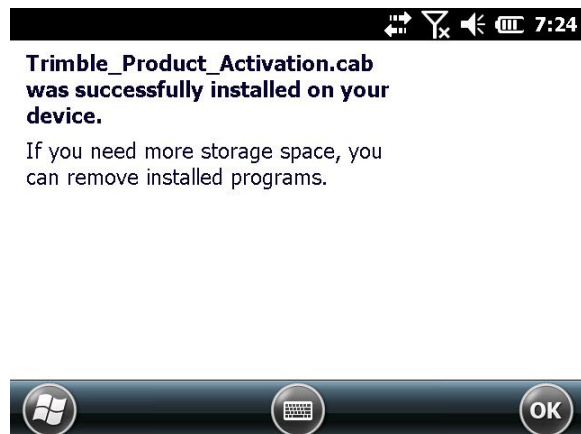 7:24
Trimble_Product_Activation.cab
was successfully installed on your
device.
If you need more storage space, you
can remove installed programs.
OK